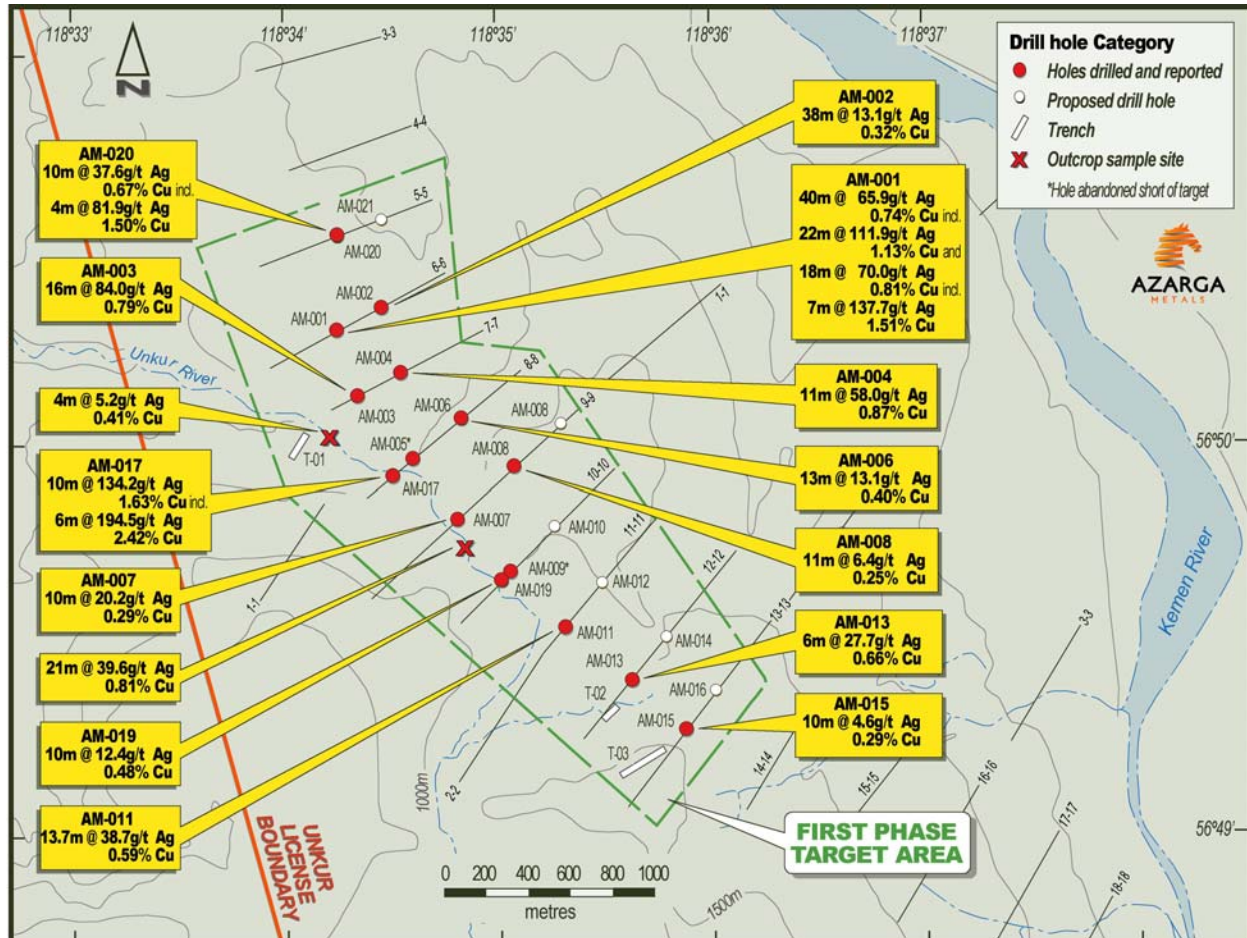 118°33'
118°34'
118°35'
118°36'
118°37'
N
Drill hole Category
Holes drilled and reported
Proposed drill hole
Trench
Outcrop sample site
*Hole abandoned short of target
AZARGA
METALS
AM-020
10m @ 37.6g/t Ag
0.67% Cu incl.
4m @ 81.9g/t Ag
1.50% Cu
AM-003
16m @ 84.0g/t Ag
0.79% Cu
4m @ 5.2g/t Ag
0.41% Cu
AM-017
10m @ 134.2g/t Ag
1.63% Cu incl.
6m @ 194.5g/t Ag
2.42% Cu
AM-007
10m @ 20.2g/t Ag
0.29% Cu
21m @ 39.6g/t Ag
0.81% Cu
AM-019
10m @ 12.4g/t Ag
0.48% Cu
AM-011
13.7m @ 38.7g/t Ag
0.59% Cu
AM-002
38m @ 13.1g/t Ag
0.32% Cu
AM-001
40m @ 65.9g/t Ag
0.74% Cu incl.
22m @ 111.9g/t Ag
1.13% Cu and
18m @ 70.0g/t Ag
0.81% Cu incl.
7m @ 137.7g/t Ag
1.51% Cu
AM-004
11m @ 58.0g/t Ag
0.87% Cu
AM-006
13m @ 13.1g/t Ag
0.40% Cu
AM-008
11m @ 6.4g/t Ag
0.25% Cu
AM-013
6m @ 27.7g/t Ag
0.66% Cu
AM-015
10m @ 4.6g/t Ag
0.29% Cu
3-3
4-4
5-5
AM-021
AM-020
6-6
AM-002
AM-001
7-7
1-1
AM-004
AM-003
8-8
AM-006
AM-008
9-9
Unkur River
T-01
AM-005*
AM-008
AM-017
10-10
AM-007
AM-010
11-11
AM-009*
AM-019
AM-012
12-12
1-1
AM-011
AM-014
13-13
3-3
AM-013
T-02
AM-016
AM-015
T-03
2-2
1000m
14-14
15-15
16-16
17-17
18-18
1500m
Kemen River
56°50'
56°49'
UNKUR
LICENSE
BOUNDARY
FIRST PHASE
TARGET AREA
0 200 400 600 800 1000
metres